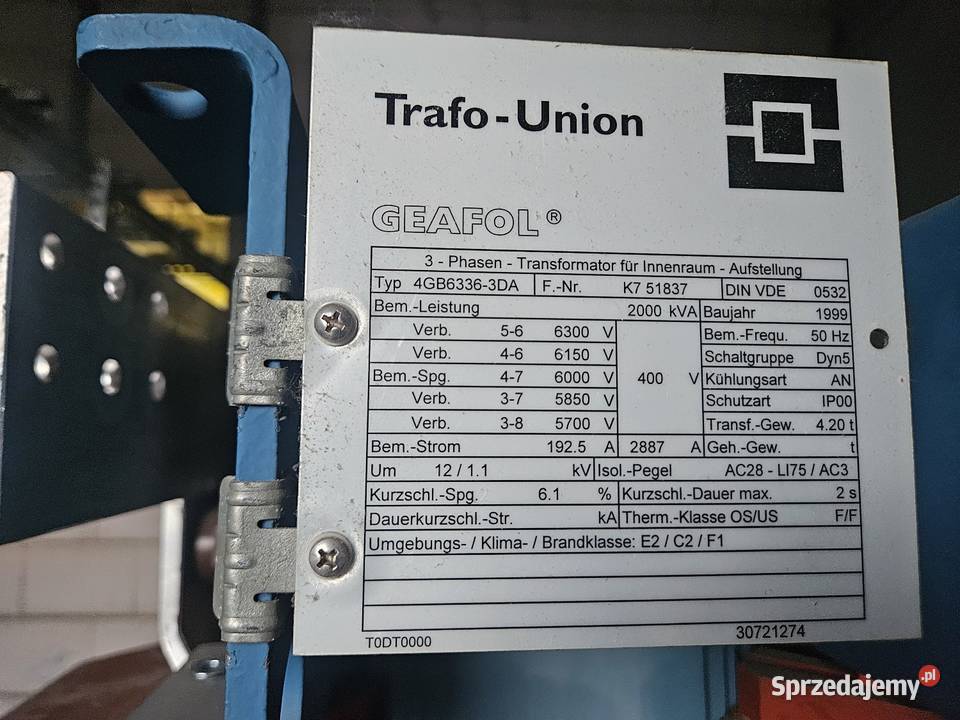 Trafo-Union
GEAFOL®
3 - Phasen - Transformator für Innenraum - Aufstellung
Typ 4GB6336-3DA F.-Nr. K7 51837 DIN VDE 0532
Bem.-Leistung 2000 kVA Baujahr 1999
Verb. 5-6 6300 V Bem.-Frequ. 50 Hz
Verb. 4-6 6150 V Schaltgruppe Dyn5
Bem.-Spg. 4-7 6000 V 400 V Kühlungsart AN
Verb. 3-7 5850 V Schutzart IP00
Verb. 3-8 5700 V Transf.-Gew. 4.20 t
Bem.-Strom 192.5 A 2887 A Geh.-Gew. t
Um 12 / 1.1 kV Isol.-Pegel AC28 - LI75 / AC3
Kurzschl.-Spg. 6.1 % Kurzschl.-Dauer max. 2 s
Dauerkurzschl.-Str. kA Therm.-Klasse OS/US F/F
Umgebungs- / Klima- / Brandklasse: E2 / C2 / F1
T0DT0000 30721274
Sprzedajemy.pl